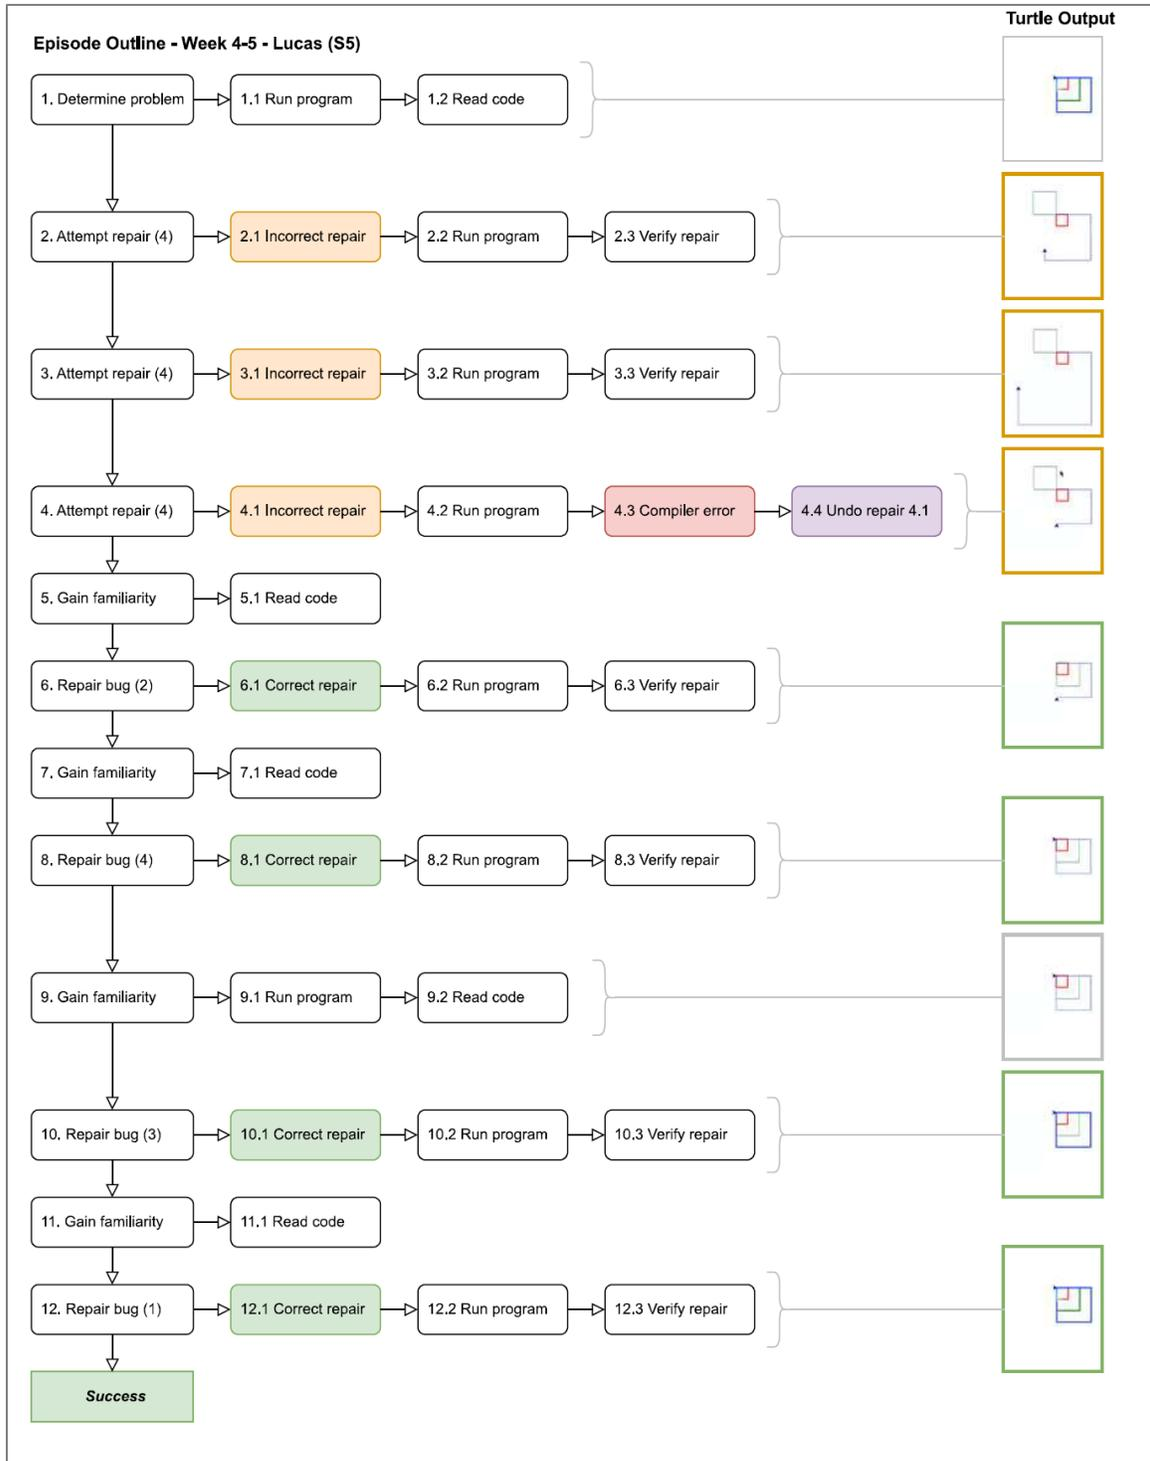 Turtle Output
Episode Outline - Week 4-5 - Lucas (S5)
1. Determine problem
1.1 Run program
1.2 Read code
2. Attempt repair (4)
2.1 Incorrect repair
2.2 Run program
2.3 Verify repair
3. Attempt repair (4)
3.1 Incorrect repair
3.2 Run program
3.3 Verify repair
4. Attempt repair (4)
4.1 Incorrect repair
4.2 Run program
4.3 Compiler error
4.4 Undo repair 4.1
5. Gain familiarity
5.1 Read code
6. Repair bug (2)
6.1 Correct repair
6.2 Run program
6.3 Verify repair
7. Gain familiarity
7.1 Read code
8. Repair bug (4)
8.1 Correct repair
8.2 Run program
8.3 Verify repair
9. Gain familiarity
9.1 Run program
9.2 Read code
10. Repair bug (3)
10.1 Correct repair
10.2 Run program
10.3 Verify repair
11. Gain familiarity
11.1 Read code
12. Repair bug (1)
12.1 Correct repair
12.2 Run program
12.3 Verify repair
Success